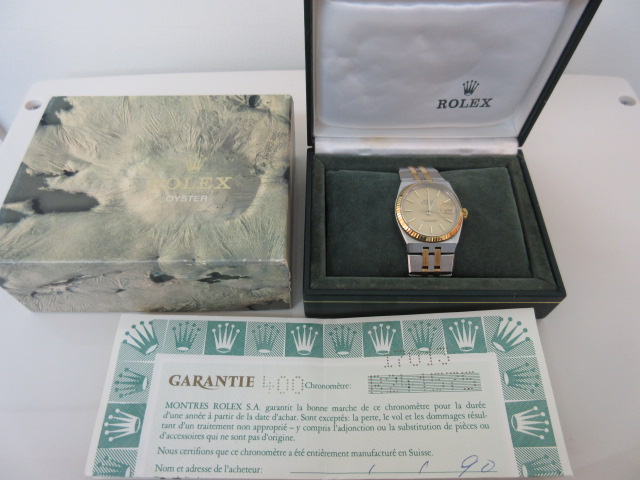 ROLEX
ROLEX
OYSTER
17013
GARANTIE 400 Chronomètre:
MONTRES ROLEX S.A. garantit la bonne marche de ce chronomètre pour la durée
d'une année à partir de la date d'achat. Sont exceptés: la perte, le vol et les dommages résul-
tant d'un traitement non approprié – y compris l'adjonction ou la substitution de pièces ou
d'accessoires qui ne sont pas d'origine.
Nous certifions que ce chronomètre a été entièrement manufacturé en Suisse.
Nom et adresse de l'acheteur:
90